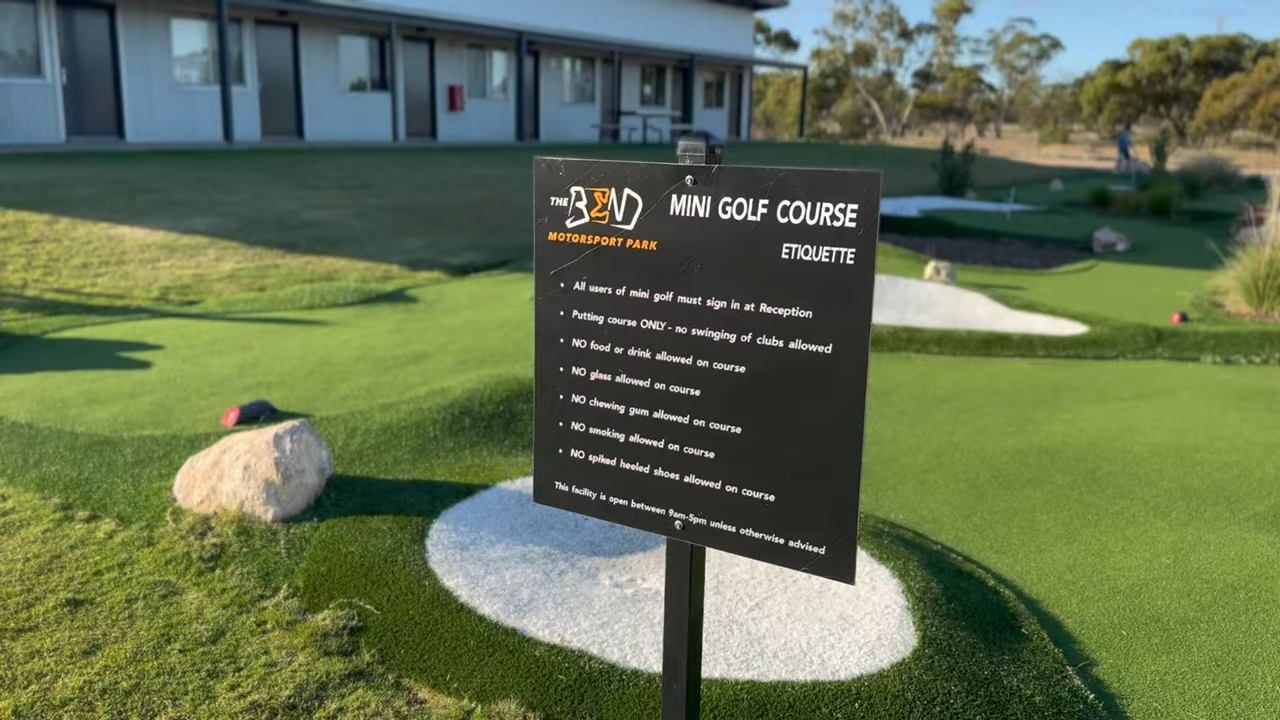 THE BEND
MOTORSPORT PARK
MINI GOLF COURSE
ETIQUETTE
• All users of mini golf must sign in at Reception
• Putting course ONLY - no swinging of clubs allowed
• NO food or drink allowed on course
• NO glass allowed on course
• NO chewing gum allowed on course
• NO smoking allowed on course
• NO spiked heeled shoes allowed on course
This facility is open between 9am-5pm unless otherwise advised